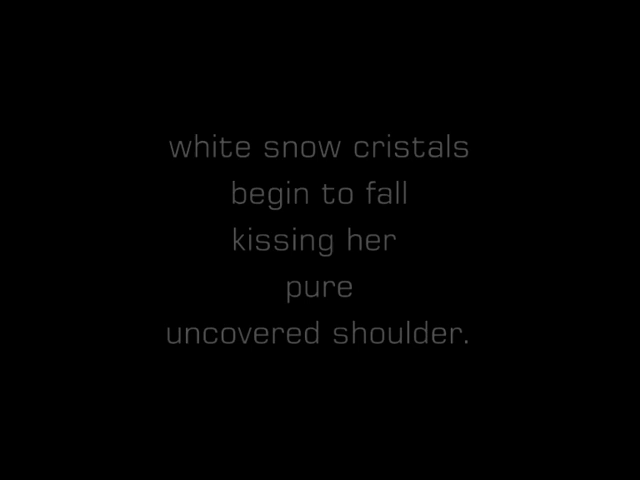 white snow cristals
begin to fall
kissing her
pure
uncovered shoulder.